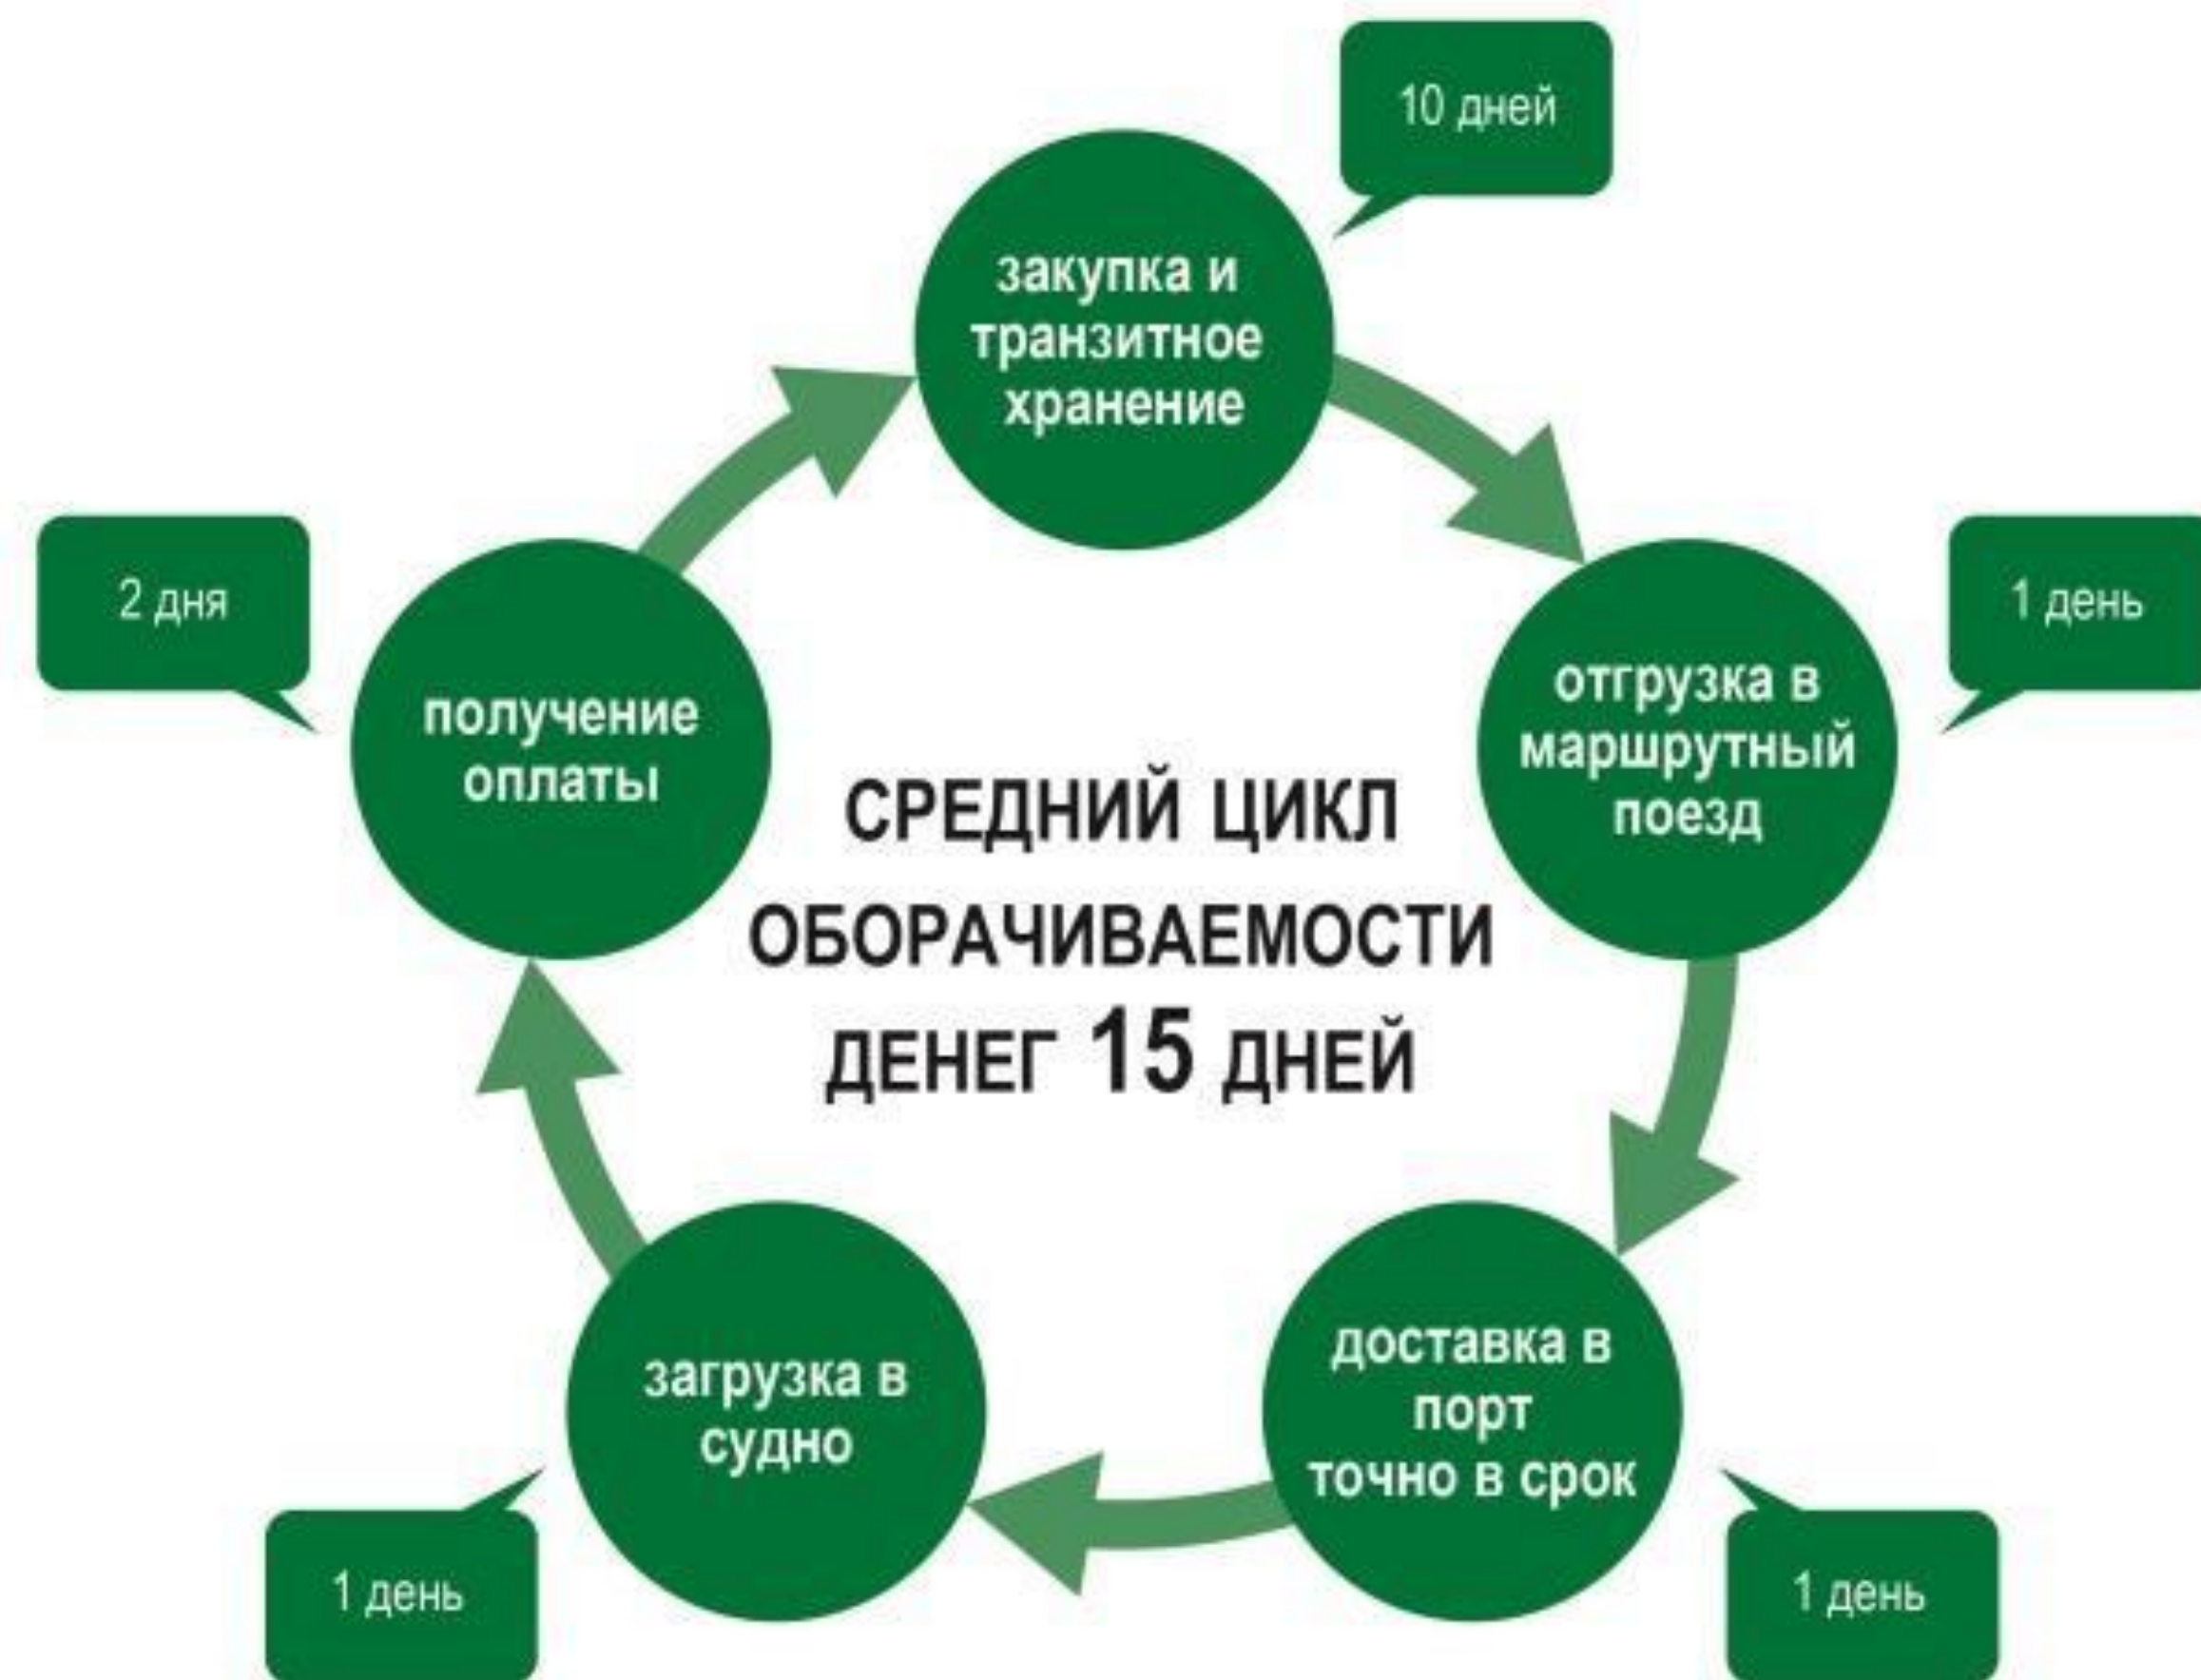 10 дней
закупка и
транзитное
хранение
1 день
отгрузка в
маршрутный
поезд
1 день
доставка в
порт
точно в срок
1 день
загрузка в
судно
2 дня
получение
оплаты
СРЕДНИЙ ЦИКЛ
ОБОРАЧИВАЕМОСТИ
ДЕНЕГ 15 ДНЕЙ